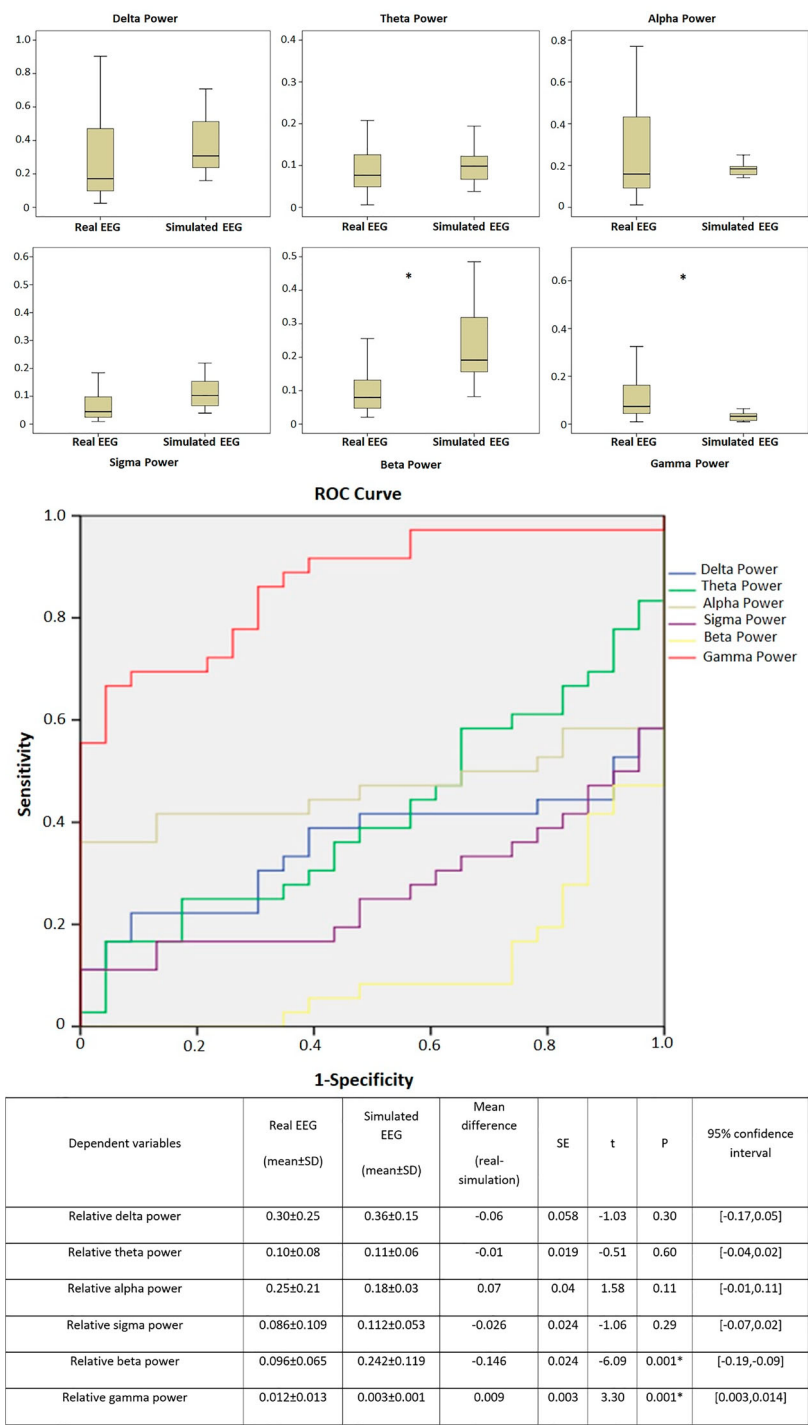 Delta Power Theta Power Alpha Power
1.0 0.4 0.8
0.8 0.3 0.6
0.6 0.2 0.4
0.4 0.1 0.2
0.2 0 0
0
Real EEG Simulated EEG Real EEG Simulated EEG Real EEG Simulated EEG
0.6 0.5 0.6
0.5 0.4 0.4
0.4 0.3 0.2
0.3 0.2 0
0.2 0.1
0.1 0
0
* *
Real EEG Simulated EEG Real EEG Simulated EEG Real EEG Simulated EEG
Sigma Power Beta Power Gamma Power
ROC Curve
1.0
0.8
0.6
0.4
0.2
0
Sensitivity
Delta Power
Theta Power
Alpha Power
Sigma Power
Beta Power
Gamma Power
0 0.2 0.4 0.6 0.8 1.0
1-Specificity
Dependent variables Real EEG (mean±SD) Simulated EEG (mean±SD) Mean difference (real-simulation) SE t P 95% confidence interval
Relative delta power 0.30±0.25 0.36±0.15 -0.06 0.058 -1.03 0.30 [-0.17,0.05]
Relative theta power 0.10±0.08 0.11±0.06 -0.01 0.019 -0.51 0.60 [-0.04,0.02]
Relative alpha power 0.25±0.21 0.18±0.03 0.07 0.04 1.58 0.11 [-0.01,0.11]
Relative sigma power 0.086±0.109 0.112±0.053 -0.026 0.024 -1.06 0.29 [-0.07,0.02]
Relative beta power 0.096±0.065 0.242±0.119 -0.146 0.024 -6.09 0.001* [-0.19,-0.09]
Relative gamma power 0.012±0.013 0.003±0.001 0.009 0.003 3.30 0.001* [0.003,0.014]